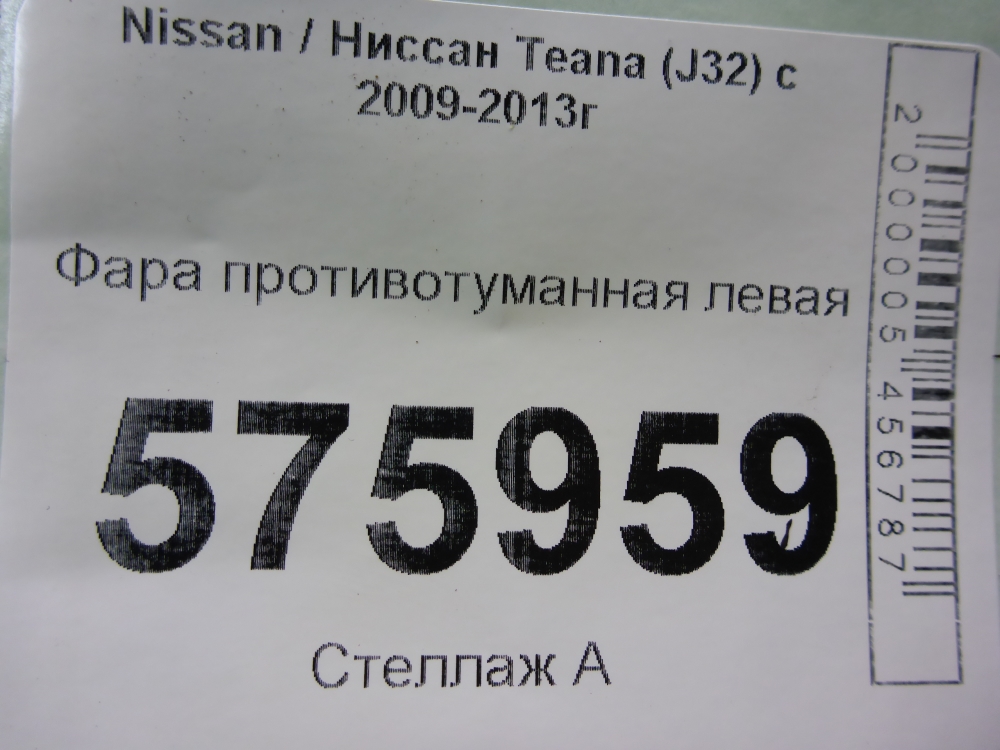 Nissan / Ниссан Teana (J32) с
2009-2013г
Фара противотуманная левая
575959
Стеллаж А
2000005456787